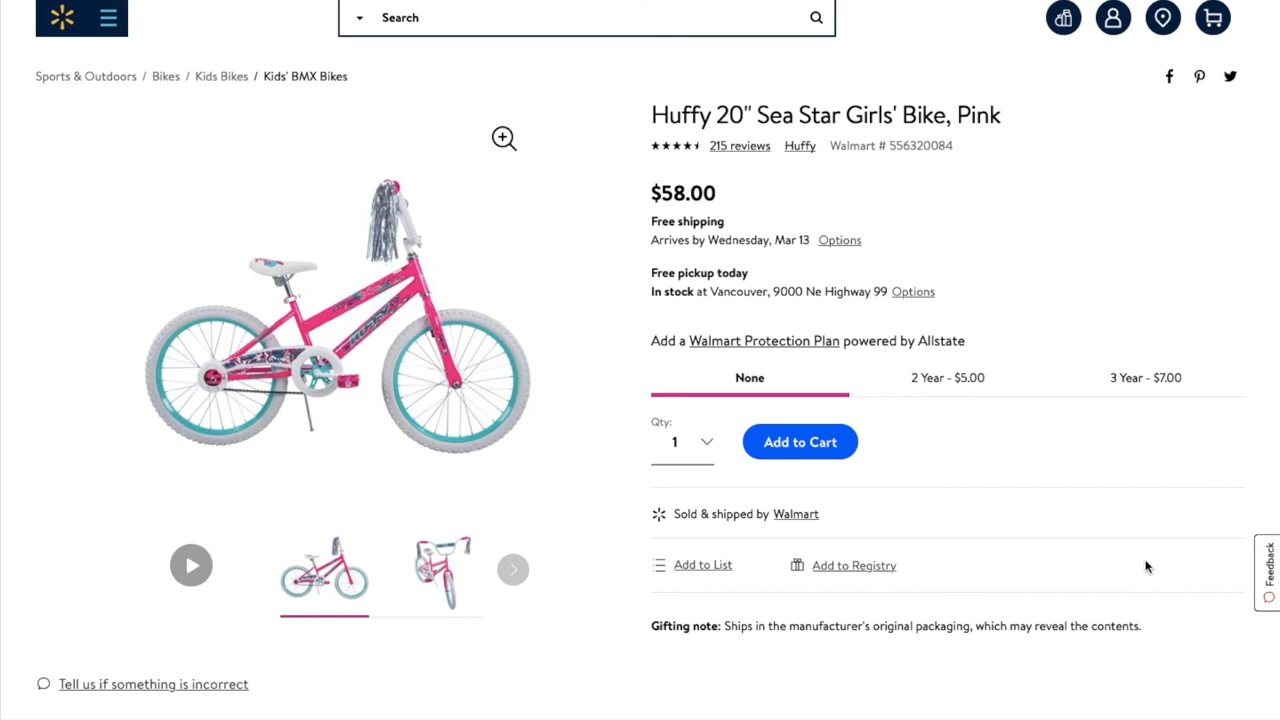 Search
Sports & Outdoors / Bikes / Kids Bikes / Kids' BMX Bikes
Huffy 20" Sea Star Girls' Bike, Pink
215 reviews Huffy Walmart # 556320084
$58.00
Free shipping
Arrives by Wednesday, Mar 13 Options
Free pickup today
In stock at Vancouver, 9000 Ne Highway 99 Options
Add a Walmart Protection Plan powered by Allstate
None 2 Year - $5.00 3 Year - $7.00
Qty:
1 Add to Cart
Sold & shipped by Walmart
Add to List Add to Registry
Feedback
Gifting note: Ships in the manufacturer's original packaging, which may reveal the contents.
Tell us if something is incorrect
HUFFY